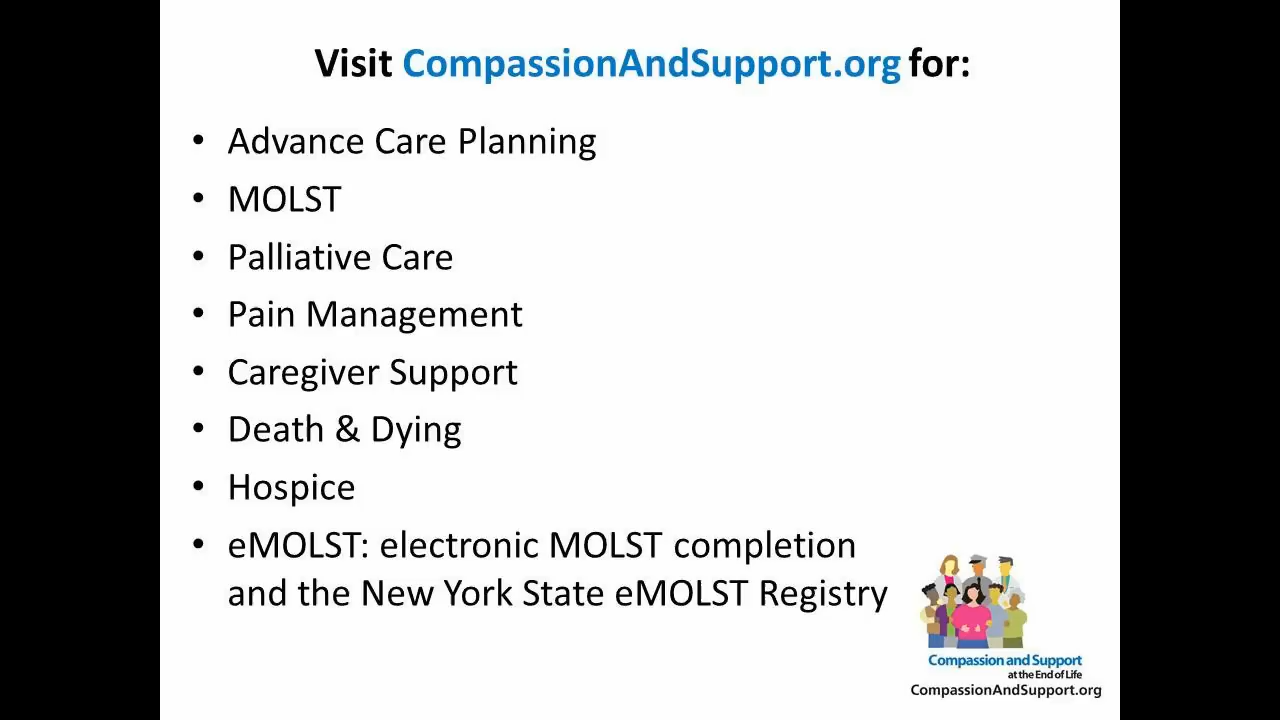 Visit CompassionAndSupport.org for:
• Advance Care Planning
• MOLST
• Palliative Care
• Pain Management
• Caregiver Support
• Death & Dying
• Hospice
• eMOLST: electronic MOLST completion
and the New York State eMOLST Registry
Compassion and Support
at the End of Life
CompassionAndSupport.org